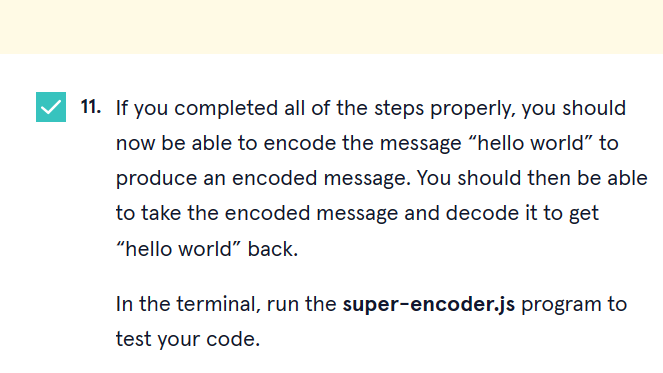 11. If you completed all of the steps properly, you should
now be able to encode the message “hello world” to
produce an encoded message. You should then be able
to take the encoded message and decode it to get
“hello world” back.
In the terminal, run the super-encoder.js program to
test your code.